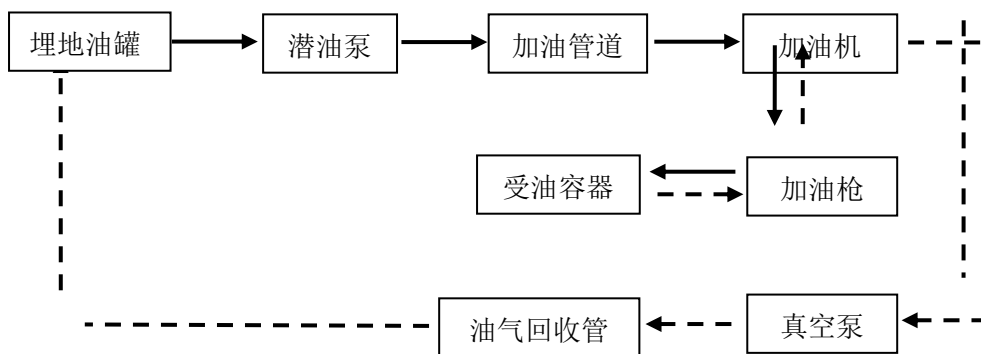 埋地油罐
潜油泵
加油管道
加油机
受油容器
加油枪
油气回收管
真空泵